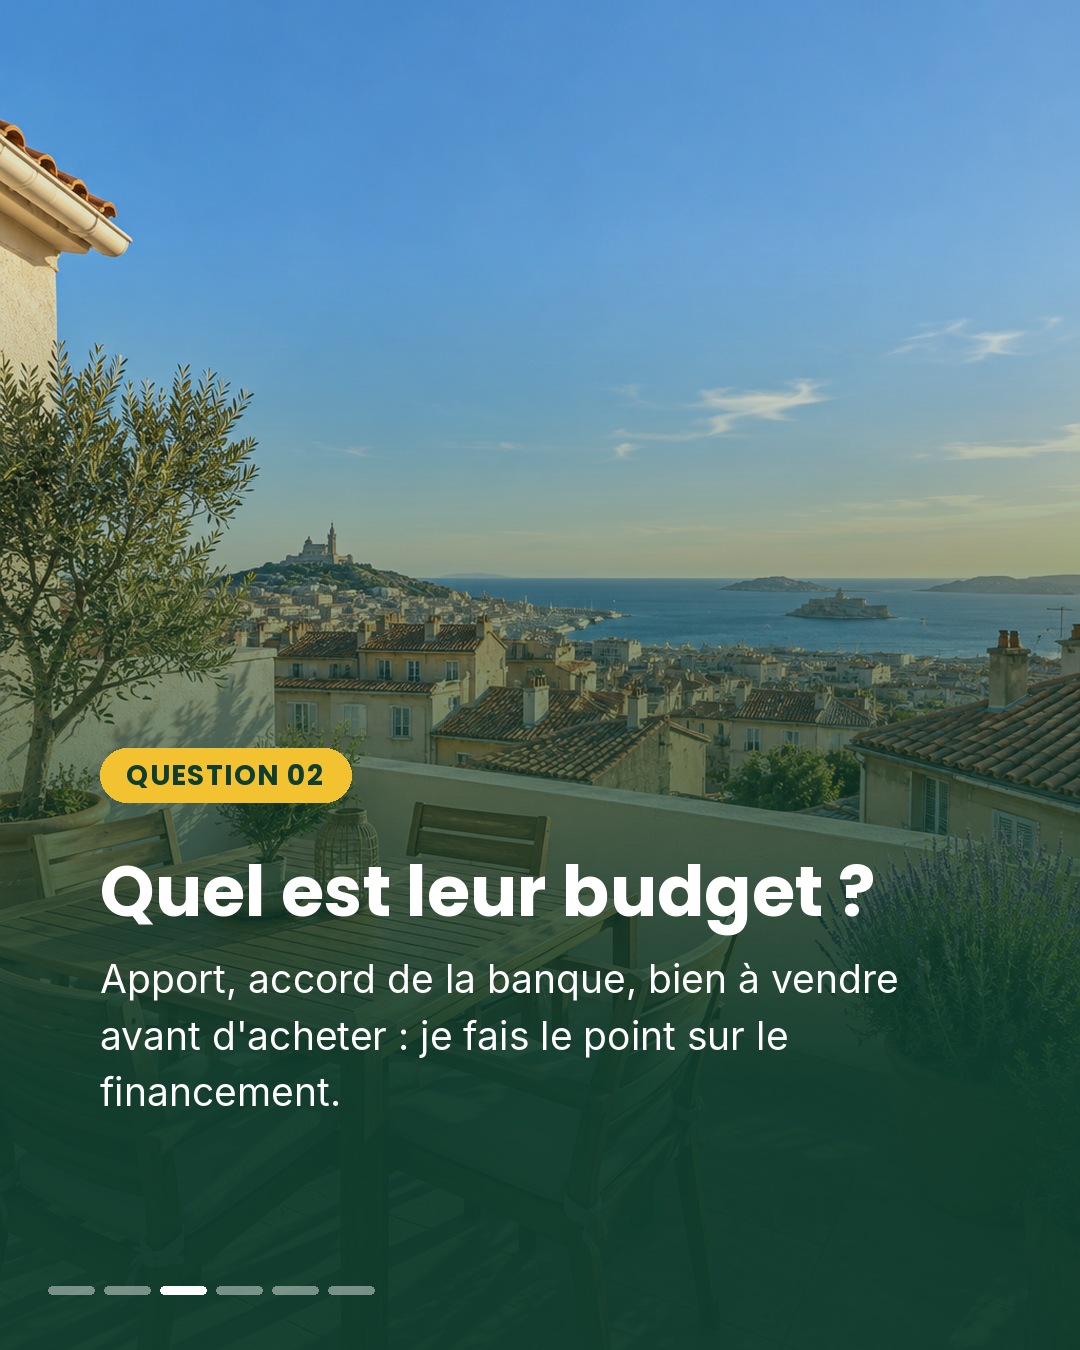 QUESTION 02
Quel est leur budget ?
Apport, accord de la banque, bien à vendre
avant d'acheter : je fais le point sur le
financement.